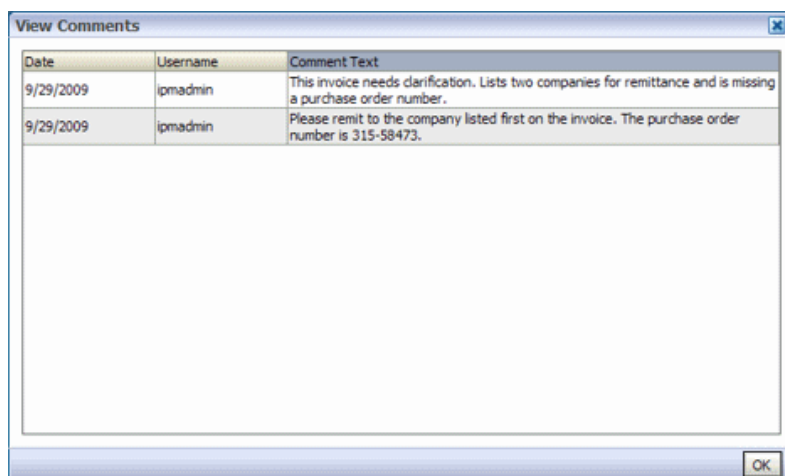 View Comments
Date Username Comment Text
9/29/2009 ipmadmin This invoice needs clarification. Lists two companies for remittance and is missing
a purchase order number.
9/29/2009 ipmadmin Please remit to the company listed first on the invoice. The purchase order
number is 315-58473.
OK